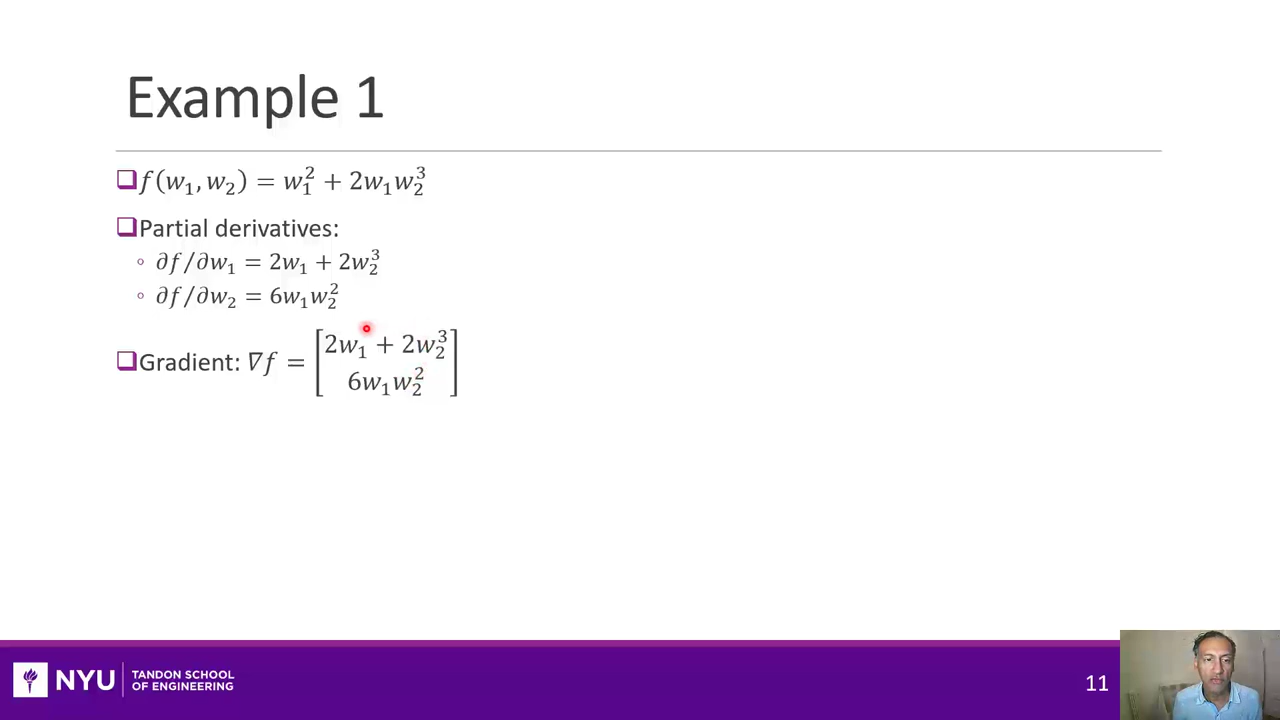 Example 1
❑f(w₁, w₂) = w₁² + 2w₁w₂³
❑Partial derivatives:
◦ ∂f/∂w₁ = 2w₁ + 2w₂³
◦ ∂f/∂w₂ = 6w₁w₂²
❑Gradient: ∇f = [2w₁ + 2w₂³
6w₁w₂²]
NYU TANDON SCHOOL
OF ENGINEERING
11